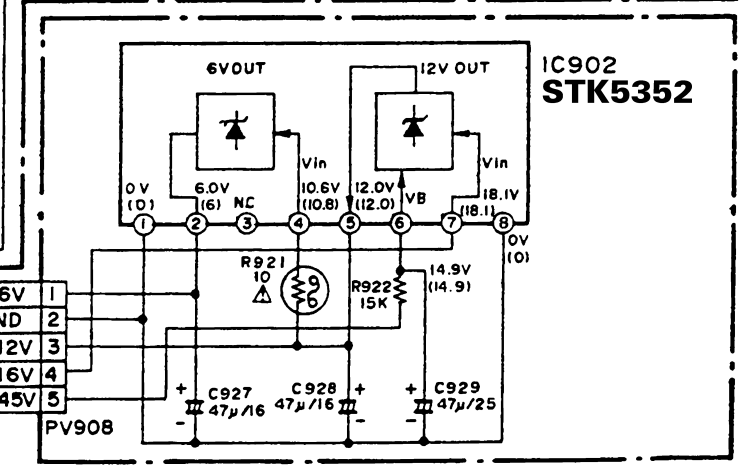 IC902
STK5352
6V OUT
12V OUT
Vin
Vin
0V
(0)
6.0V
(6)
NC
10.6V
(10.8)
12.0V
(12.0)
VB
18.1V
(18.1)
1 2 3 4 5 6 7 8
0V
(0)
R921
10
R922
15K
14.9V
(14.9)
6V 1
ND 2
12V 3
16V 4
45V 5
PV908
+ C927
47μ/16
-
C928 +
47μ/16
-
+ C929
47μ/25
-